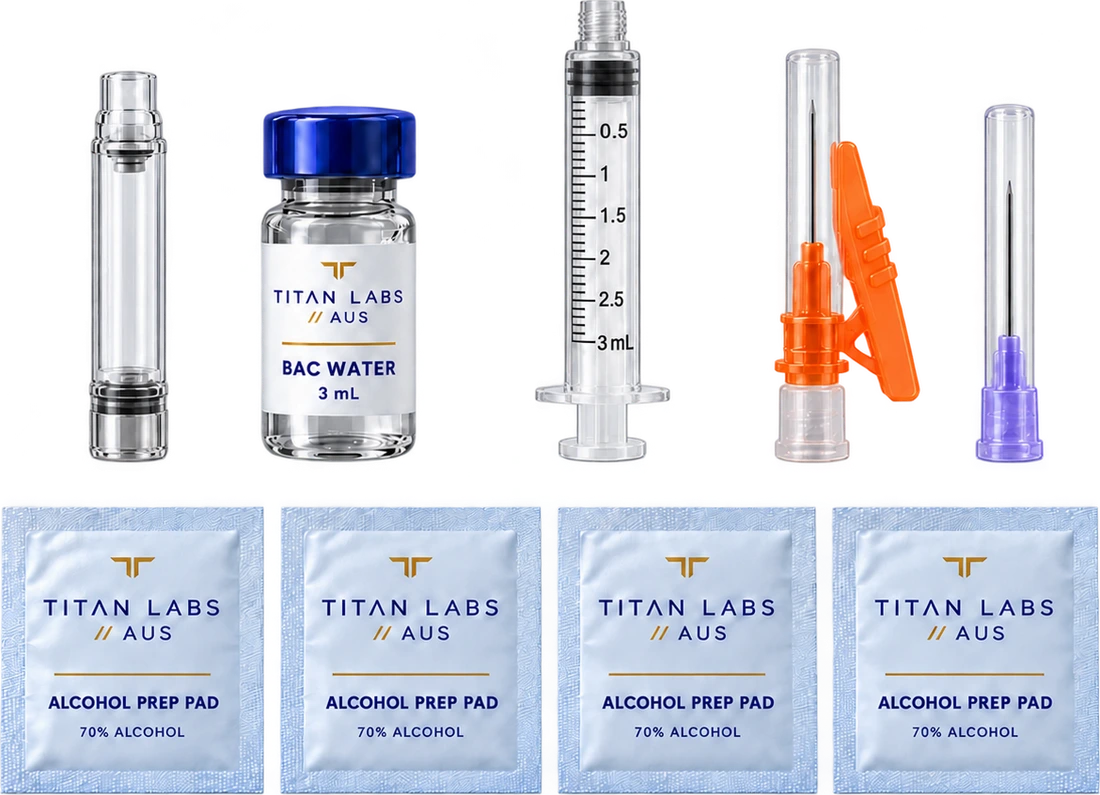 TITAN LABS
// AUS
BAC WATER
3 mL
0.5
1
1.5
2
2.5
3 mL
TITAN LABS
// AUS
ALCOHOL PREP PAD
70% ALCOHOL
TITAN LABS
// AUS
ALCOHOL PREP PAD
70% ALCOHOL
TITAN LABS
// AUS
ALCOHOL PREP PAD
70% ALCOHOL
TITAN LABS
// AUS
ALCOHOL PREP PAD
70% ALCOHOL